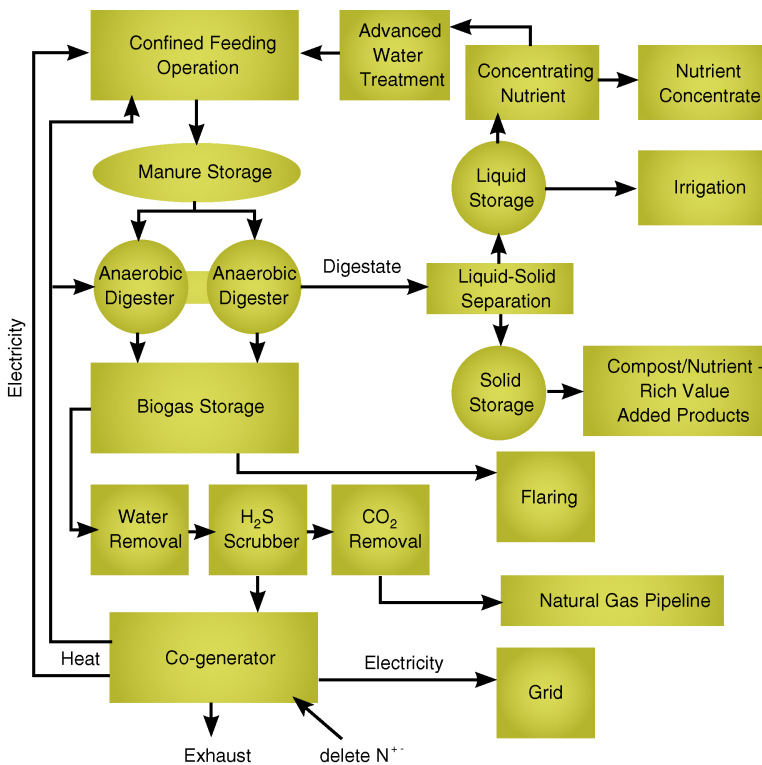 Confined Feeding
Operation
Advanced
Water
Treatment
Concentrating
Nutrient
Nutrient
Concentrate
Manure Storage
Liquid
Storage
Irrigation
Anaerobic
Digester
Anaerobic
Digester
Digestate
Liquid-Solid
Separation
Electricity
Biogas Storage
Solid
Storage
Compost/Nutrient -
Rich Value
Added Products
Flaring
Water
Removal
H₂S
Scrubber
CO₂
Removal
Natural Gas Pipeline
Heat
Co-generator
Electricity
Grid
Exhaust
delete N⁺⁻